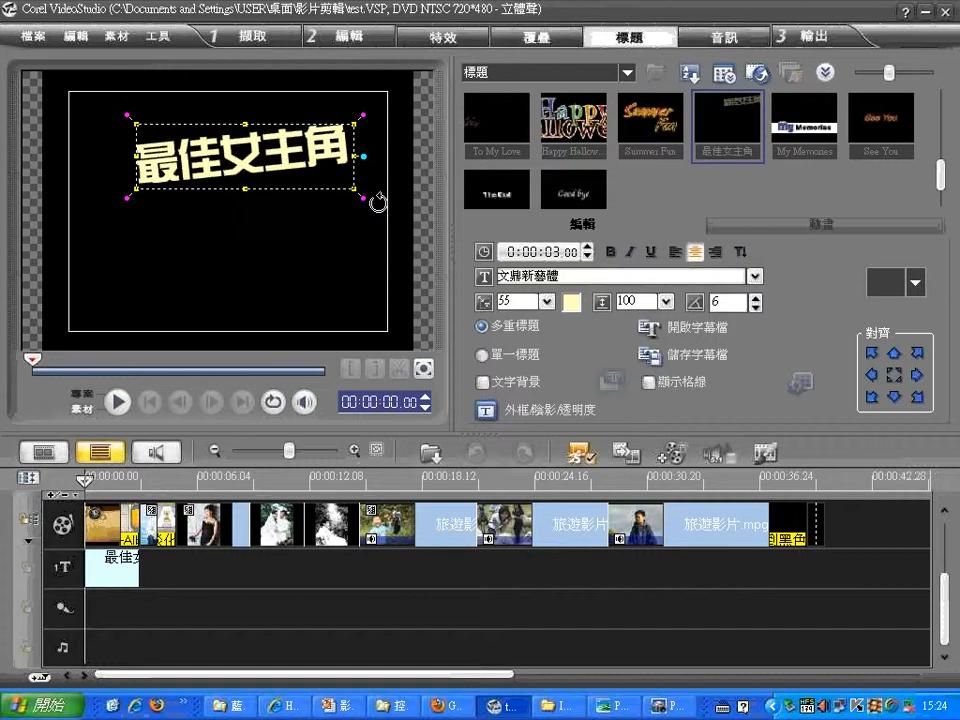 Corel VideoStudio - (C:\Documents and Settings\USER\桌面\影片剪輯\test.VSP, DVD NTSC 720*480 - 立體聲)
檔案 編輯 素材 工具 1 擷取 2 編輯 特效 覆疊 標題 音訊 3 輸出
標題
最佳女主角
To My Love Happy Hallow... Summer Fun 最佳女主角 My Memories See You
The End Good bye
編輯 動畫
0:00:03.00 B I U
文鼎新藝體
55 100 6
多重標題 開啟字幕檔
單一標題 儲存字幕檔
文字背景 顯示格線
外框/陰影/透明度
對齊
專案
素材
00:00:00.00
00:00:00.00 00:00:06.04 00:00:12.08 00:00:18.12 00:00:24.16 00:00:30.20 00:00:36.24 00:00:42.28
旅遊影 旅遊影片 旅遊影片.mpg 到黑色
最佳女
開始 藍 H... 影. 控. G... t... I... P... P... 15:24